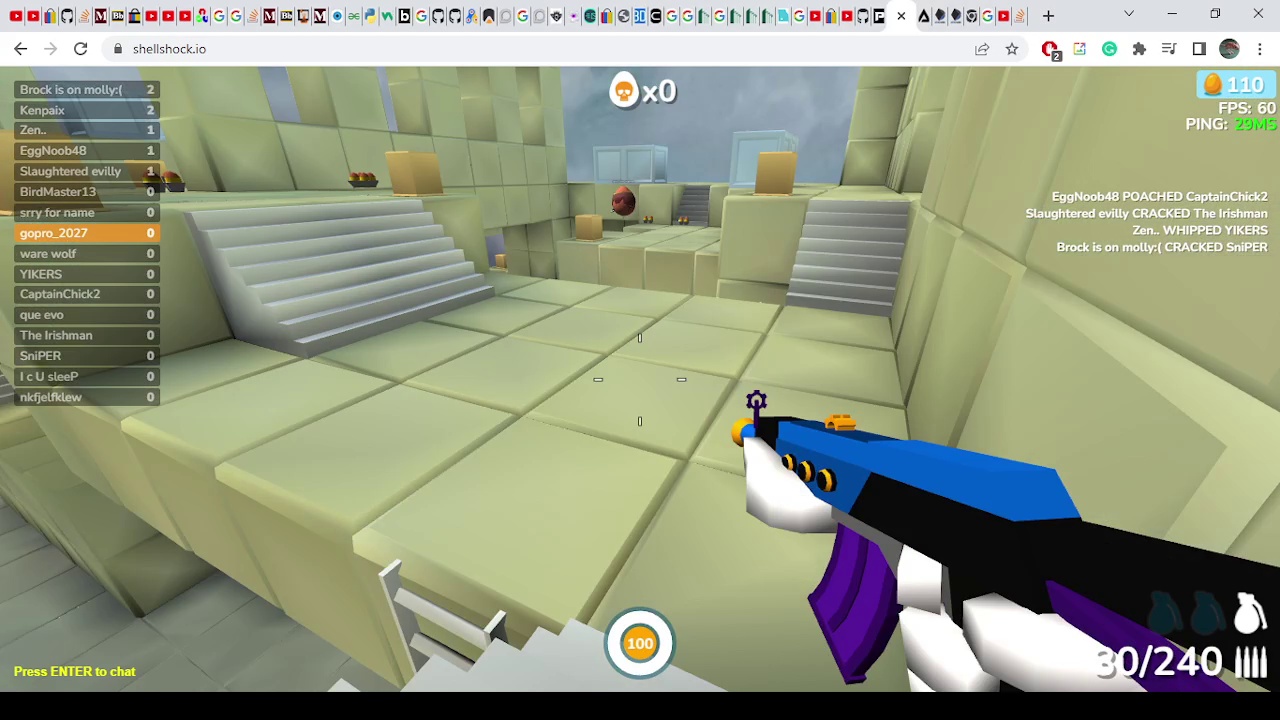 shellshock.io
2
Brock is on molly:( 2
Kenpaix 2
Zen.. 1
EggNoob48 1
Slaughtered evilly 1
BirdMaster13 0
srry for name 0
gopro_2027 0
ware wolf 0
YIKERS 0
CaptainChick2 0
que evo 0
The Irishman 0
SniPER 0
I c U sleeP 0
nkfjelfklew 0
x0
110
FPS: 60
PING: 29MS
EggNoob48 POACHED CaptainChick2
Slaughtered evilly CRACKED The Irishman
Zen.. WHIPPED YIKERS
Brock is on molly:( CRACKED SniPER
100
30/240
Press ENTER to chat